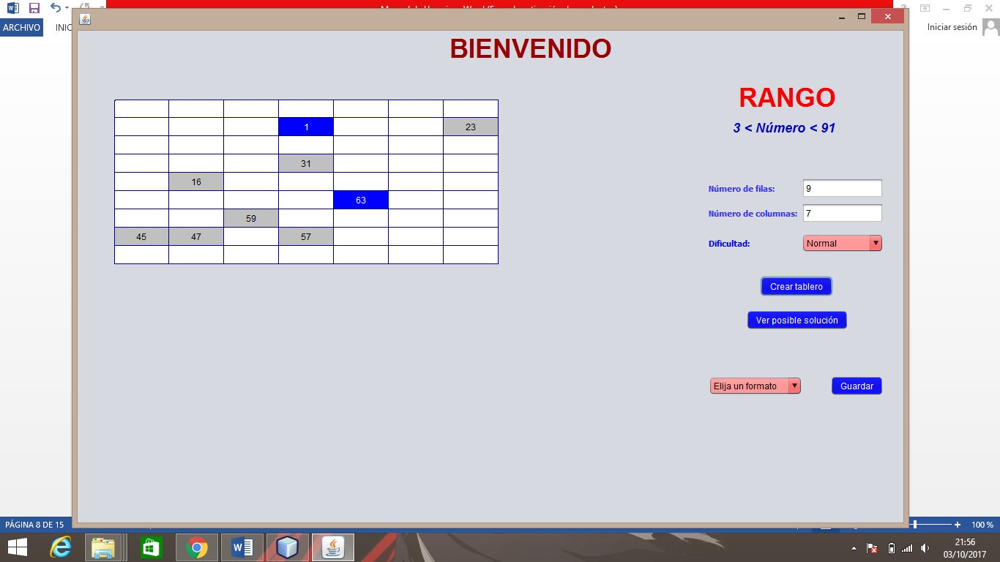 ARCHIVO
INIC
Iniciar sesión
BIENVENIDO
RANGO
3 < Número < 91
1
23
31
16
63
59
45 47 57
Número de filas: 9
Número de columnas: 7
Dificultad: Normal
Crear tablero
Ver posible solución
Elija un formato
Guardar
PÁGINA 8 DE 15
100 %
21:56
03/10/2017